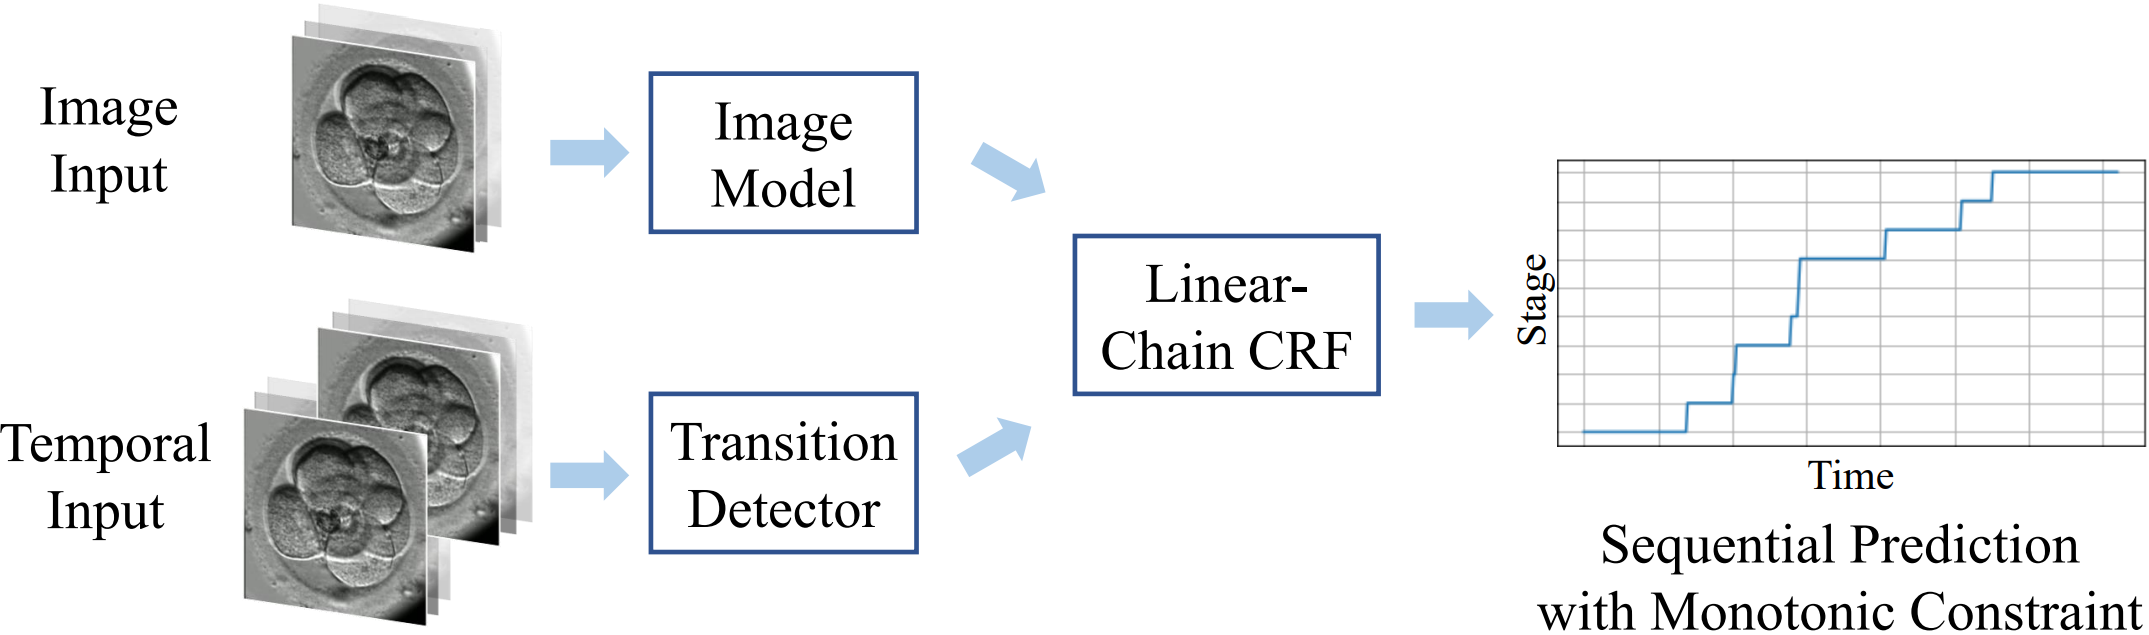 Image
Input
Image
Model
Temporal
Input
Transition
Detector
Linear-
Chain CRF
Stage
Time
Sequential Prediction
with Monotonic Constraint